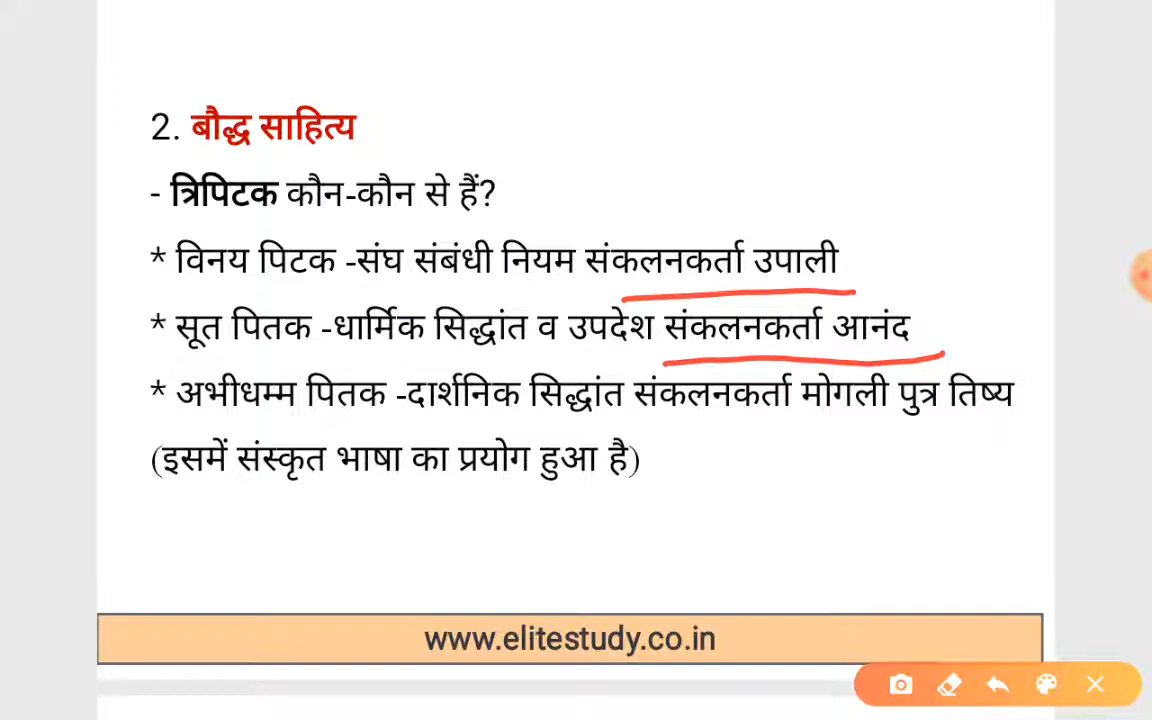 2. बौद्ध साहित्य
- त्रिपिटक कौन-कौन से हैं?
* विनय पिटक -संघ संबंधी नियम संकलनकर्ता उपाली
* सूत पितक -धार्मिक सिद्धांत व उपदेश संकलनकर्ता आनंद
* अभीधम्म पितक -दार्शनिक सिद्धांत संकलनकर्ता मोगली पुत्र तिष्य
(इसमें संस्कृत भाषा का प्रयोग हुआ है)
www.elitestudy.co.in